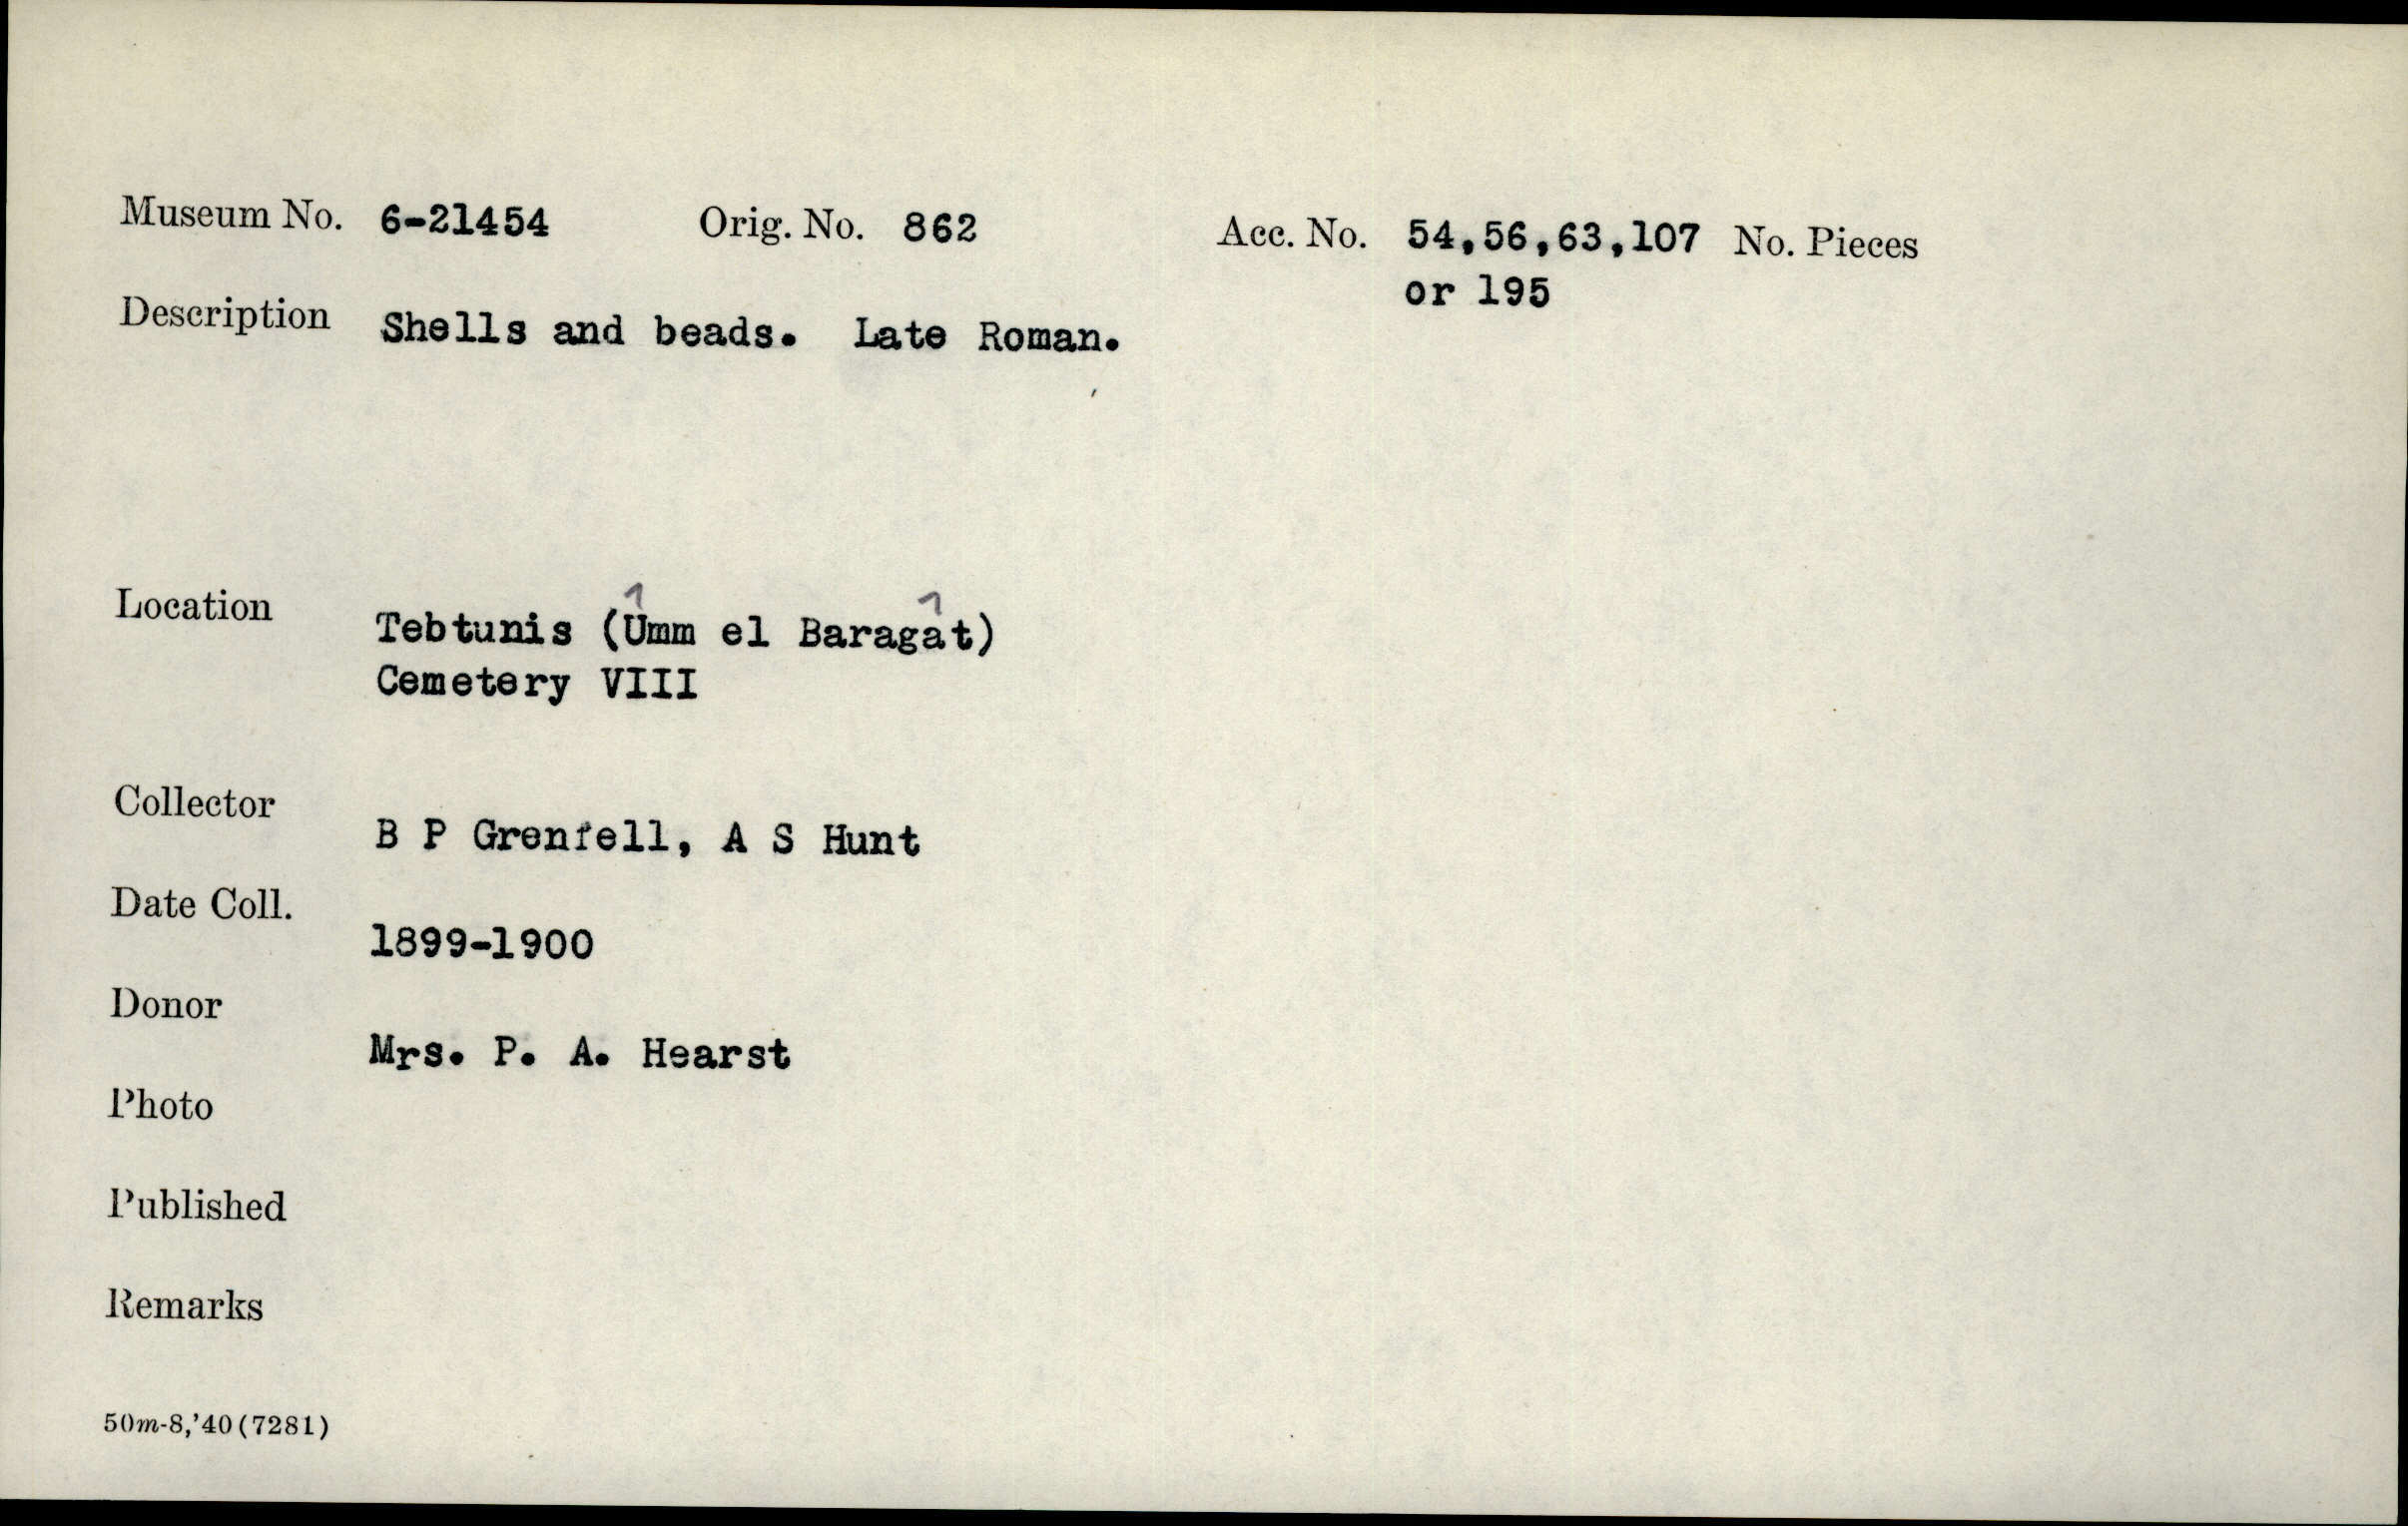 Museum No. 6-21454 Orig. No. 862 Acc. No. 54,56,63,107 No. Pieces
or 195
Description Shells and beads. Late Roman.
Location
Tebtunis (Ûmm el Baragât)
Cemetery VIII
Collector
B P Grenfell, A S Hunt
Date Coll.
1899-1900
Donor
Mrs. P. A. Hearst
Photo
Published
Remarks
50m-8,'40(7281)